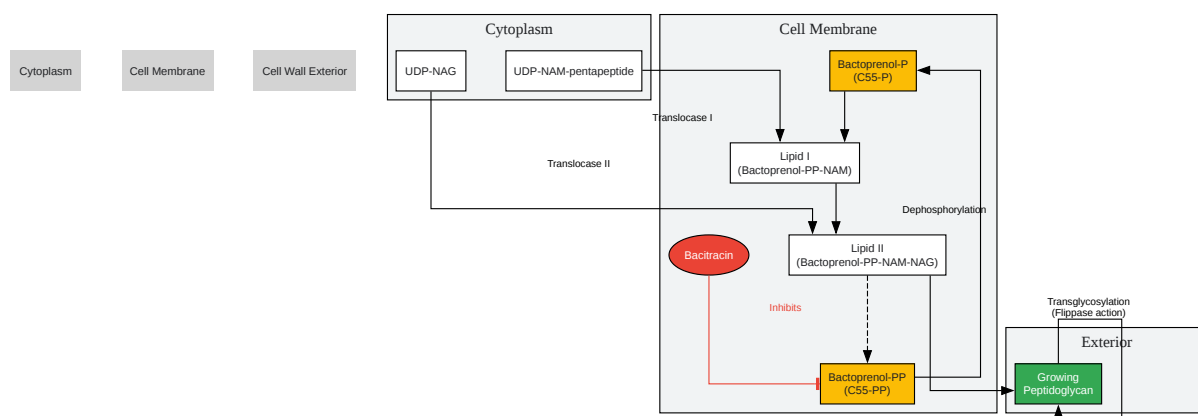 Cytoplasm
Cell Membrane
Cell Wall Exterior
Cytoplasm
UDP-NAG
UDP-NAM-pentapeptide
Cell Membrane
Bactoprenol-P
(C55-P)
Translocase I
Translocase II
Lipid I
(Bactoprenol-PP-NAM)
Dephosphorylation
Bacitracin
Lipid II
(Bactoprenol-PP-NAM-NAG)
Inhibits
Bactoprenol-PP
(C55-PP)
Transglycosylation
(Flippase action)
Exterior
Growing
Peptidoglycan